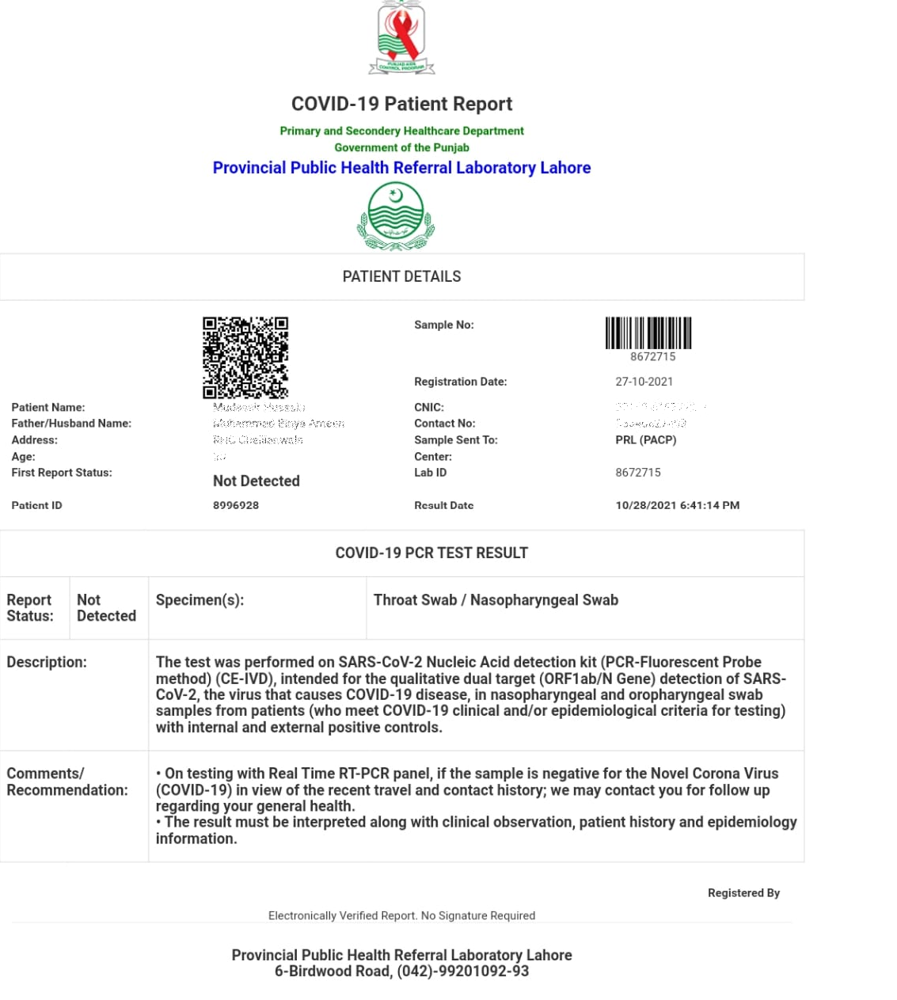 PUNJAB AIDS
CONTROL PROGRAM
COVID-19 Patient Report
Primary and Secondery Healthcare Department
Government of the Punjab
Provincial Public Health Referral Laboratory Lahore
PATIENT DETAILS
Sample No:
8672715
Registration Date: 27-10-2021
Patient Name:
CNIC:
Father/Husband Name:
Contact No:
Address:
Sample Sent To: PRL (PACP)
Age:
Center:
First Report Status: Not Detected
Lab ID 8672715
Patient ID 8996928
Result Date 10/28/2021 6:41:14 PM
COVID-19 PCR TEST RESULT
Report Status: Not Detected Specimen(s): Throat Swab / Nasopharyngeal Swab
Description: The test was performed on SARS-CoV-2 Nucleic Acid detection kit (PCR-Fluorescent Probe
method) (CE-IVD), intended for the qualitative dual target (ORF1ab/N Gene) detection of SARS-
CoV-2, the virus that causes COVID-19 disease, in nasopharyngeal and oropharyngeal swab
samples from patients (who meet COVID-19 clinical and/or epidemiological criteria for testing)
with internal and external positive controls.
Comments/
Recommendation:
• On testing with Real Time RT-PCR panel, if the sample is negative for the Novel Corona Virus
(COVID-19) in view of the recent travel and contact history; we may contact you for follow up
regarding your general health.
• The result must be interpreted along with clinical observation, patient history and epidemiology
information.
Registered By
Electronically Verified Report. No Signature Required
Provincial Public Health Referral Laboratory Lahore
6-Birdwood Road, (042)-99201092-93